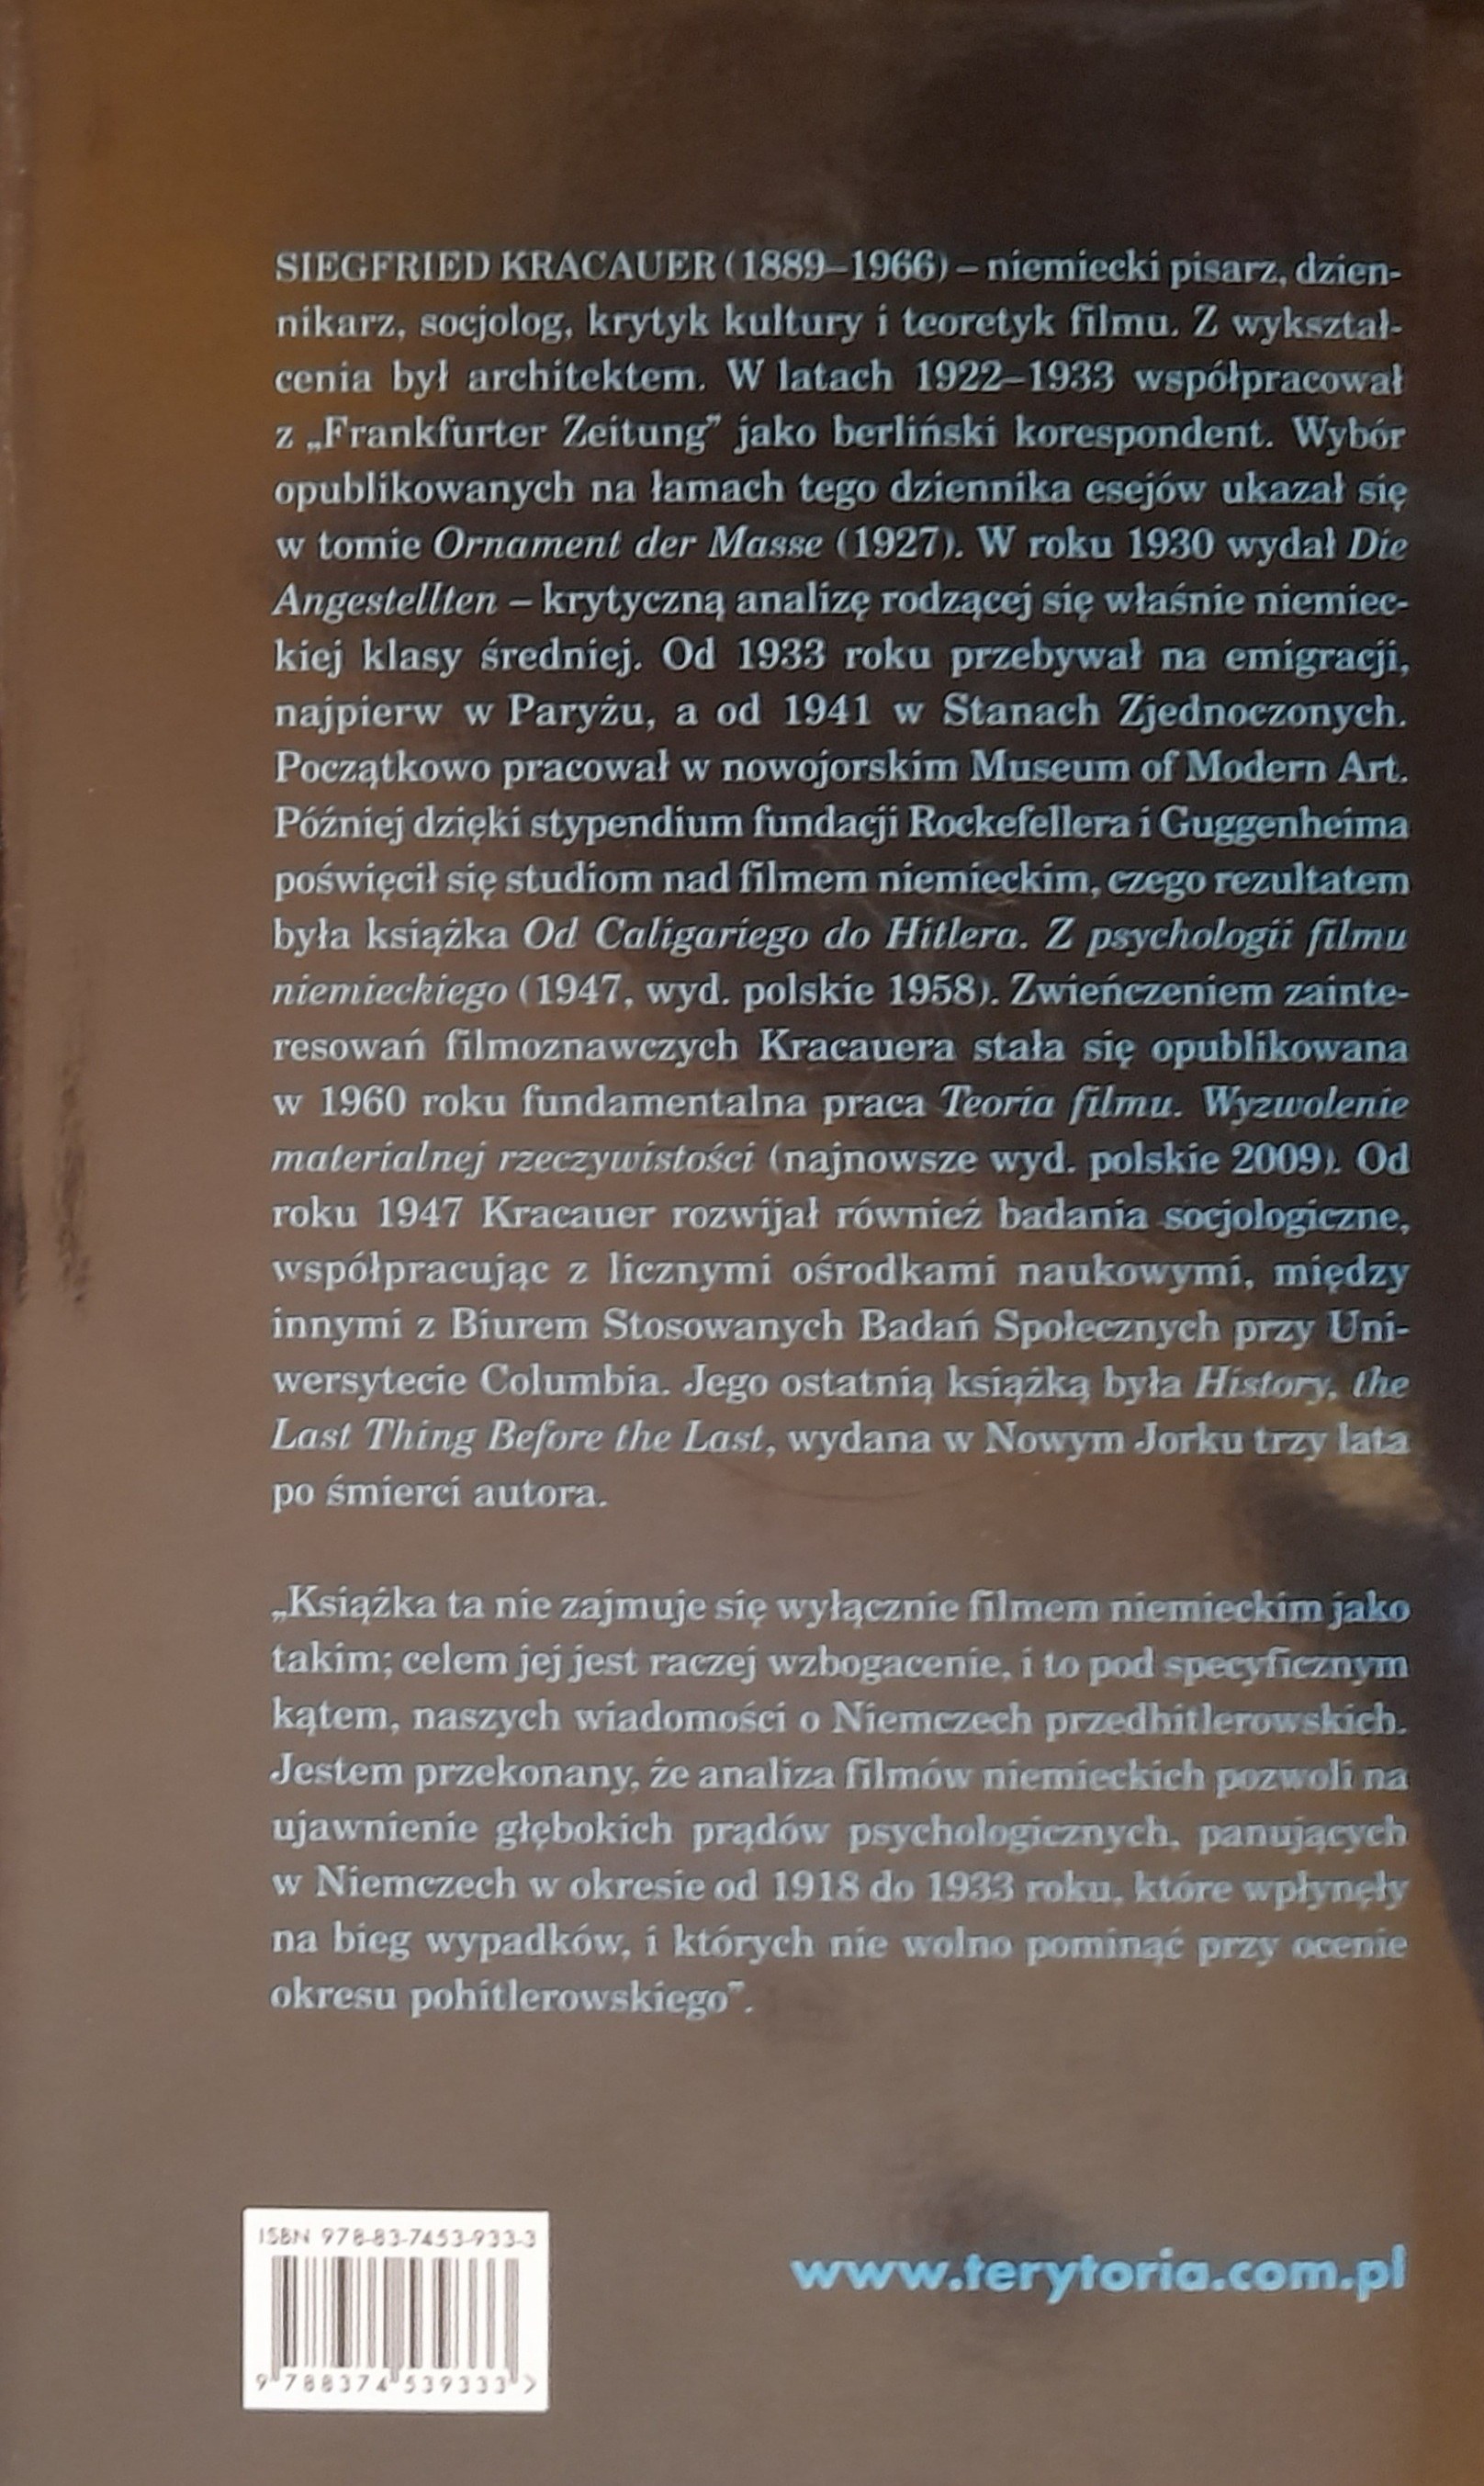 SIEGFRIED KRACAUER (1889–1966) – niemiecki pisarz, dzien-
nikarz, socjolog, krytyk kultury i teoretyk filmu. Z wykształ-
cenia był architektem. W latach 1922–1933 współpracował
z „Frankfurter Zeitung” jako berliński korespondent. Wybór
opublikowanych na łamach tego dziennika esejów ukazał się
w tomie Ornament der Masse (1927). W roku 1930 wydał Die
Angestellten – krytyczną analizę rodzącej się właśnie niemiec-
kiej klasy średniej. Od 1933 roku przebywał na emigracji,
najpierw w Paryżu, a od 1941 w Stanach Zjednoczonych.
Początkowo pracował w nowojorskim Museum of Modern Art.
Później dzięki stypendium fundacji Rockefellera i Guggenheima
poświęcił się studiom nad filmem niemieckim, czego rezultatem
była książka Od Caligariego do Hitlera. Z psychologii filmu
niemieckiego (1947, wyd. polskie 1958). Zwieńczeniem zainte-
resowań filmoznawczych Kracauera stała się opublikowana
w 1960 roku fundamentalna praca Teoria filmu. Wyzwolenie
materialnej rzeczywistości (najnowsze wyd. polskie 2009). Od
roku 1947 Kracauer rozwijał również badania socjologiczne,
współpracując z licznymi ośrodkami naukowymi, między
innymi z Biurem Stosowanych Badań Społecznych przy Uni-
wersytecie Columbia. Jego ostatnią książką była History, the
Last Thing Before the Last, wydana w Nowym Jorku trzy lata
po śmierci autora.
„Książka ta nie zajmuje się wyłącznie filmem niemieckim jako
takim; celem jej jest raczej wzbogacenie, i to pod specyficznym
kątem, naszych wiadomości o Niemczech przedhitlerowskich.
Jestem przekonany, że analiza filmów niemieckich pozwoli na
ujawnienie głębokich prądów psychologicznych, panujących
w Niemczech w okresie od 1918 do 1933 roku, które wpłynęły
na bieg wypadków, i których nie wolno pominąć przy ocenie
okresu pohitlerowskiego”.
ISBN 978-83-7453-933-3
9 788374 539333 >
www.terytoria.com.pl